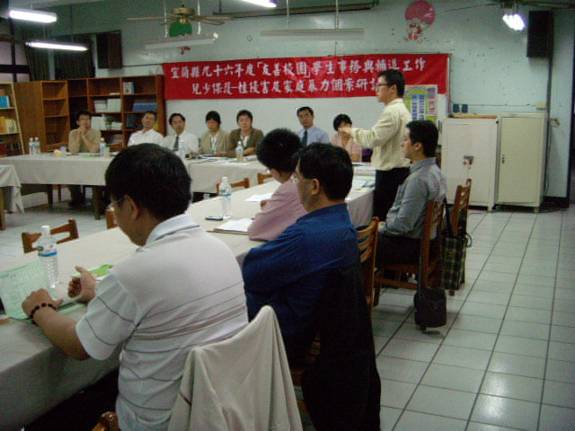 宜蘭縣九十六年度「友善校園」學生事務與輔導工作
兒少保護-性侵害及家庭暴力個案研